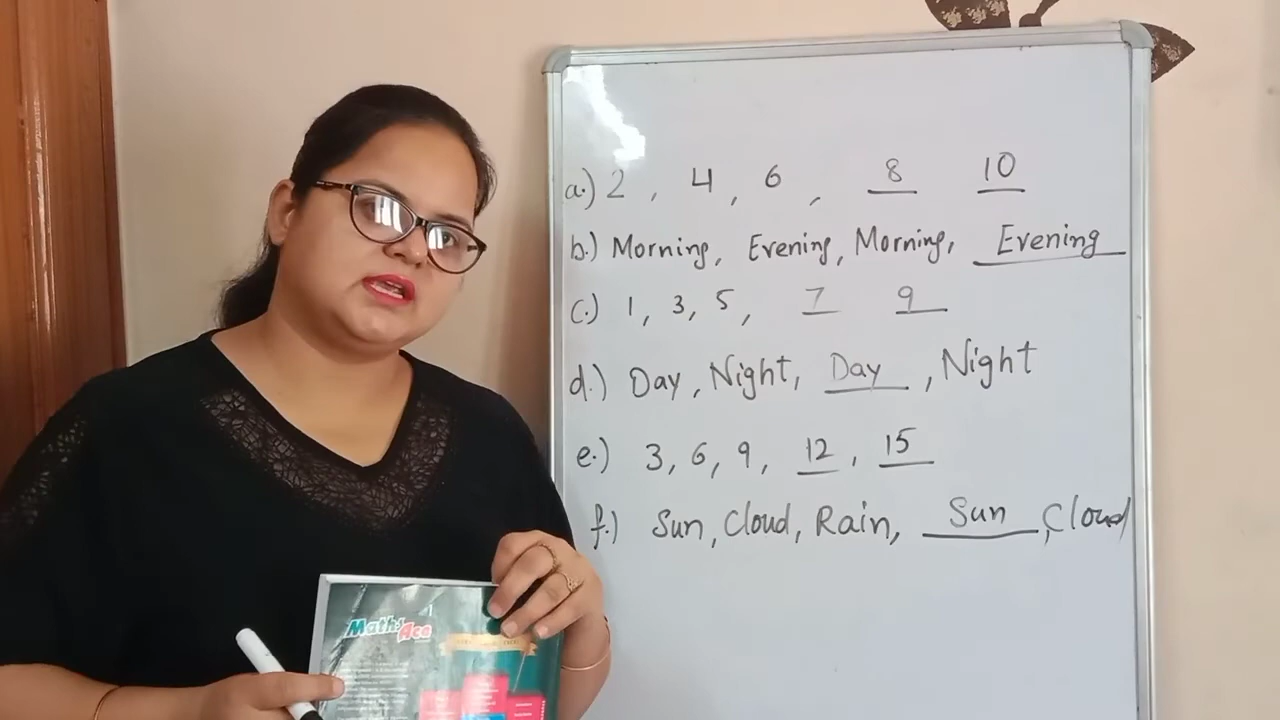 a.) 2, 4, 6, 8 10
b.) Morning, Evening, Morning, Evening
c.) 1, 3, 5, 7 9
d.) Day, Night, Day, Night
e.) 3, 6, 9, 12, 15
f.) Sun, Cloud, Rain, Sun, Cloud
Maths Ace